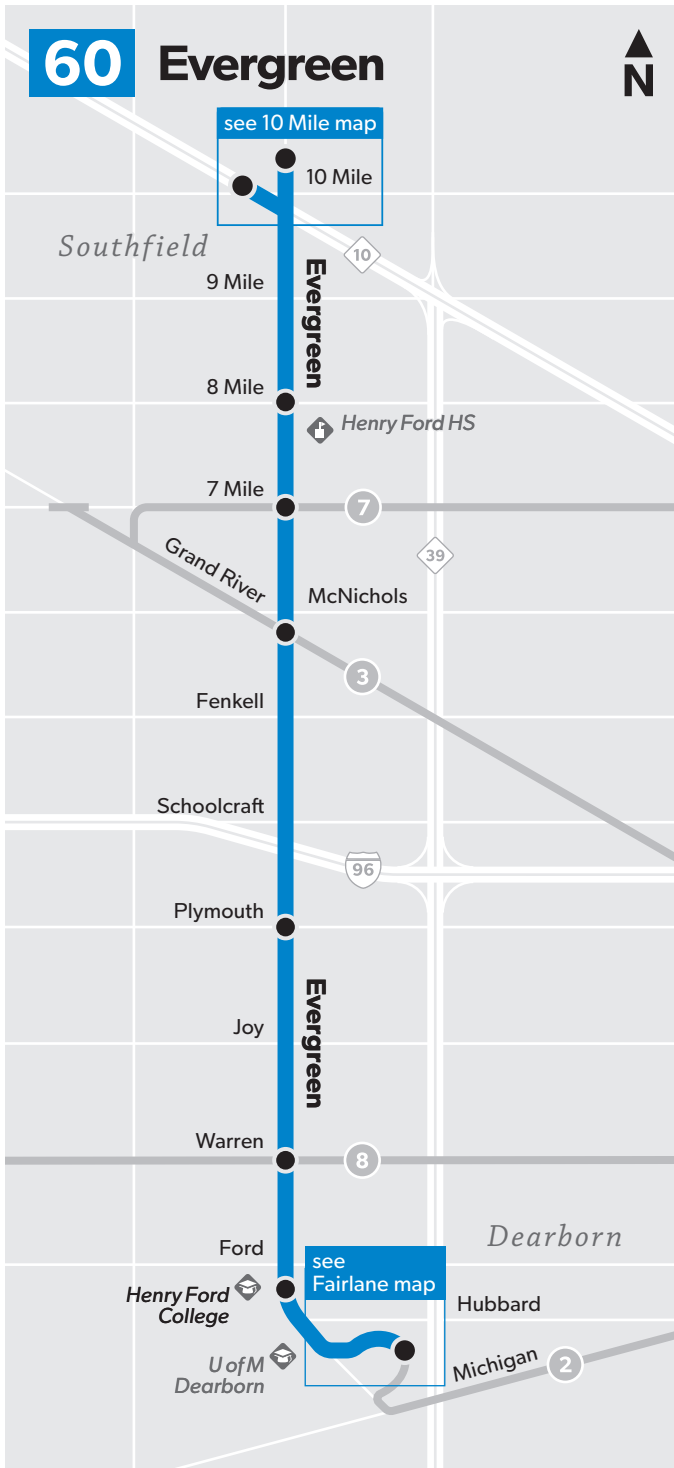 60 Evergreen
N
see 10 Mile map
10 Mile
Southfield
10
9 Mile
Evergreen
8 Mile
Henry Ford HS
7 Mile
7
Grand River
39
McNichols
3
Fenkell
Schoolcraft
96
Plymouth
Evergreen
Joy
Warren
8
Dearborn
Ford
see
Fairlane map
Henry Ford
College
Hubbard
U of M
Dearborn
Michigan
2